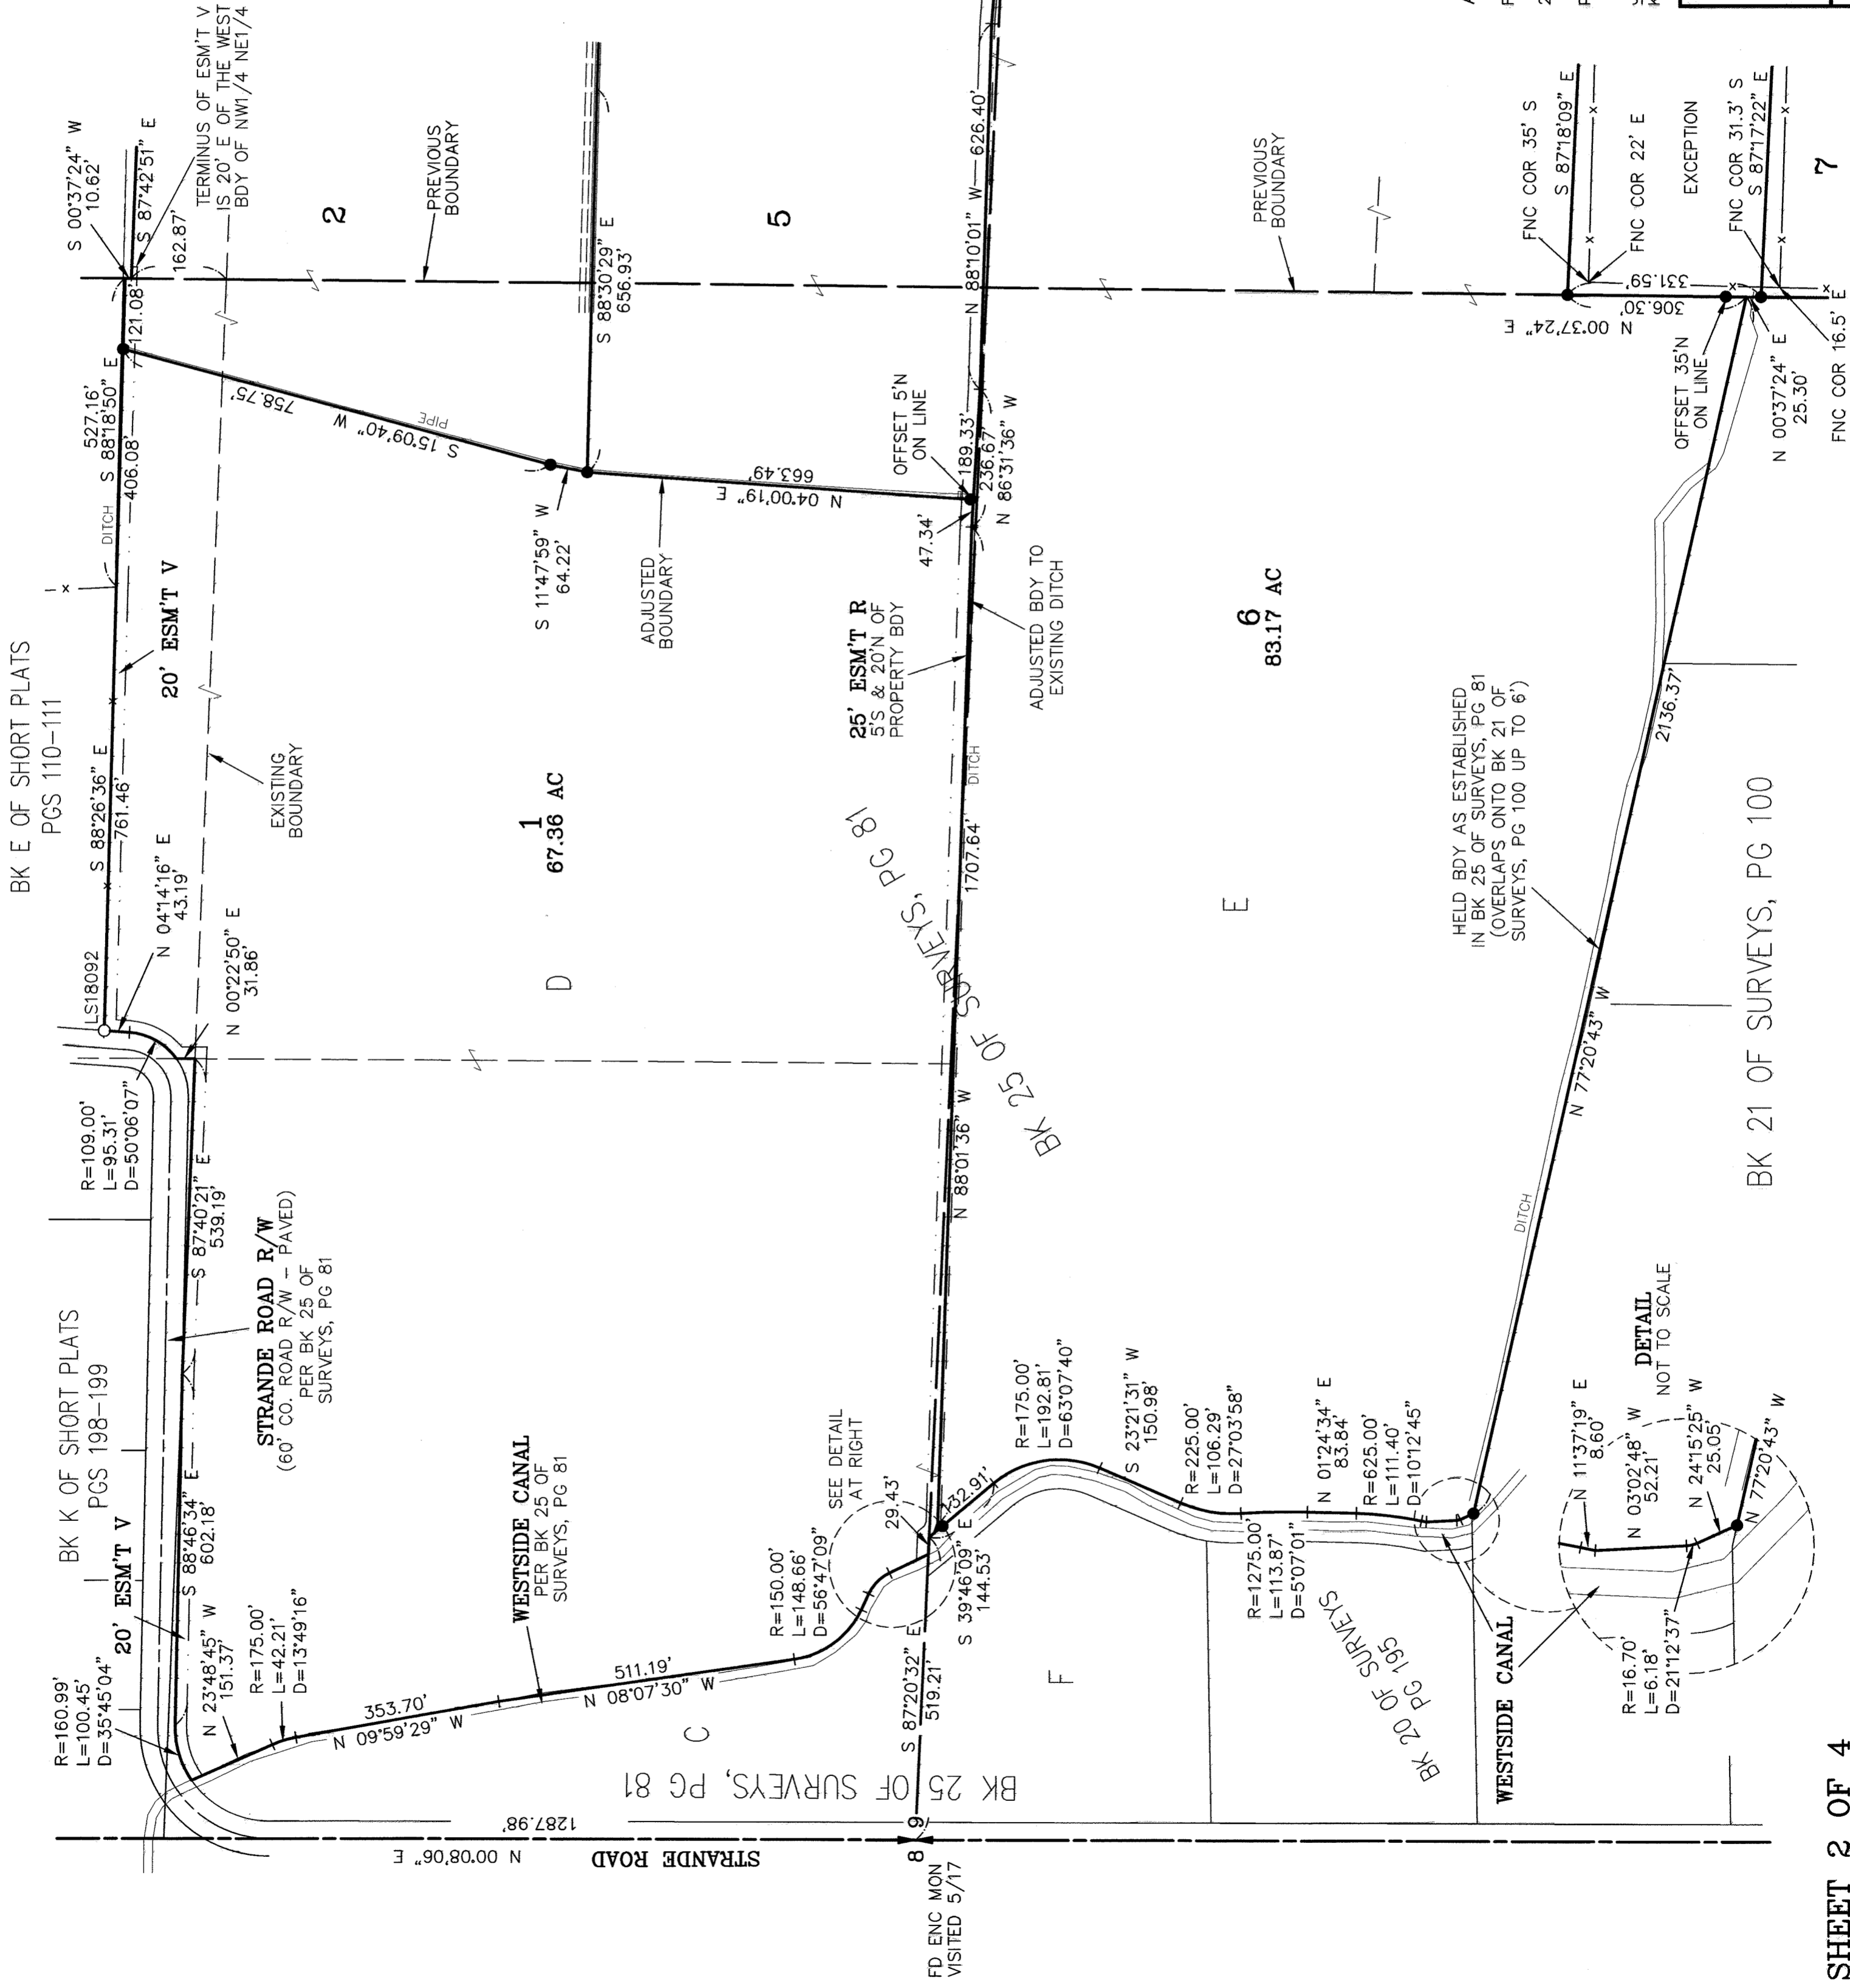 BK E OF SHORT PLATS
PGS 110-111
S 00°37'24" W
10.62'
S 87°42'51" E
162.87'
TERMINUS OF ESM'T V
IS 20' E OF THE WEST
BDY OF NW1/4 NE1/4
527.16'
S 88°18'50" E
121.08'
406.08'
DITCH
20' ESM'T V
S 88°26'36" E
761.46'
LS18092
N 04°14'16" E
43.19'
N 00°22'50" E
31.86'
EXISTING
BOUNDARY
2
PREVIOUS
BOUNDARY
758.75'
S 15°09'40" W
PIPE
S 88°30'29" E
656.93'
S 11°47'59" W
64.22'
ADJUSTED
BOUNDARY
663.49'
N 04°00'19" E
5
1
67.36 AC
D
BK K OF SHORT PLATS
PGS 198-199
R=109.00'
L=95.31'
D=50°06'07"
S 87°40'21" E
539.19'
STRANDE ROAD R/W
(60' CO. ROAD R/W - PAVED)
PER BK 25 OF
SURVEYS, PG 81
20' ESM'T V
S 88°46'34" E
602.18'
R=160.99'
L=100.45'
D=35°45'04"
N 23°48'45" W
151.37'
R=175.00'
L=42.21'
D=13°49'16"
353.70'
N 09°59'29" W
WESTSIDE CANAL
PER BK 25 OF
SURVEYS, PG 81
511.19'
N 08°07'30" W
C
R=150.00'
L=148.66'
D=56°47'09"
SEE DETAIL
AT RIGHT
29.43'
S 87°20'32" E
519.21'
S 39°46'09" E
144.53'
132.91'
BK 25 OF SURVEYS, PG 81
1287.98'
N 00°08'06" E
STRANDE ROAD
8
9
FD ENC MON
VISITED 5/17
F
25' ESM'T R
5'S & 20'N OF
PROPERTY BDY
OFFSET 5'N
ON LINE
47.34'
189.33'
236.67'
N 86°31'36" W
N 88°10'01" W
626.40'
ADJUSTED BDY TO
EXISTING DITCH
DITCH
1707.64'
N 88°01'36" W
BK 25 OF SURVEYS, PG 81
R=175.00'
L=192.81'
D=63°07'40"
S 23°21'31" W
150.98'
R=225.00'
L=106.29'
D=27°03'58"
R=1275.00'
L=113.87'
D=5°07'01"
N 01°24'34" E
83.84'
R=625.00'
L=111.40'
D=10°12'45"
BK 20 OF SURVEYS
PG 195
WESTSIDE CANAL
6
83.17 AC
E
PREVIOUS
BOUNDARY
HELD BDY AS ESTABLISHED
IN BK 25 OF SURVEYS, PG 81
(OVERLAPS ONTO BK 21 OF
SURVEYS, PG 100 UP TO 6')
2136.37'
N 77°20'43" W
DITCH
FNC COR 35' S
S 87°18'09" E
FNC COR 22' E
EXCEPTION
331.59'
306.30'
N 00°37'24" E
OFFSET 35'N
ON LINE
FNC COR 31.3' S
S 87°17'22" E
N 00°37'24" E
25.30'
FNC COR 16.5' E
7
BK 21 OF SURVEYS, PG 100
DETAIL
NOT TO SCALE
N 11°37'19" E
8.60'
N 03°02'48" W
52.21'
N 24°15'25" W
25.05'
N 77°20'43" W
R=16.70'
L=6.18'
D=21°12'37"
SHEET 2 OF 4